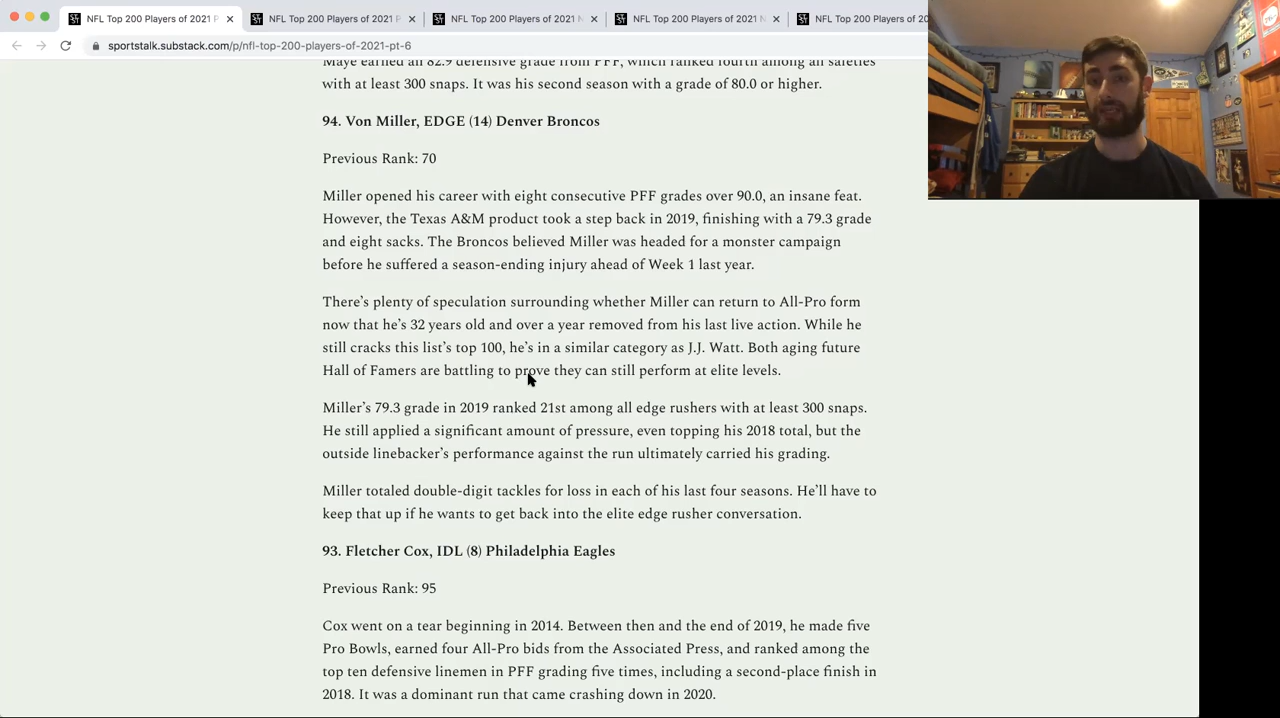 NFL Top 200 Players of 2021 P
NFL Top 200 Players of 2021 P
NFL Top 200 Players of 2021 N
NFL Top 200 Players of 2021 N
NFL Top 200 Players of 20
sportstalk.substack.com/p/nfl-top-200-players-of-2021-pt-6
Maye earned an 82.9 defensive grade from PFF, which ranked fourth among all safeties
with at least 300 snaps. It was his second season with a grade of 80.0 or higher.
94. Von Miller, EDGE (14) Denver Broncos
Previous Rank: 70
Miller opened his career with eight consecutive PFF grades over 90.0, an insane feat.
However, the Texas A&M product took a step back in 2019, finishing with a 79.3 grade
and eight sacks. The Broncos believed Miller was headed for a monster campaign
before he suffered a season-ending injury ahead of Week 1 last year.
There's plenty of speculation surrounding whether Miller can return to All-Pro form
now that he's 32 years old and over a year removed from his last live action. While he
still cracks this list's top 100, he's in a similar category as J.J. Watt. Both aging future
Hall of Famers are battling to prove they can still perform at elite levels.
Miller's 79.3 grade in 2019 ranked 21st among all edge rushers with at least 300 snaps.
He still applied a significant amount of pressure, even topping his 2018 total, but the
outside linebacker's performance against the run ultimately carried his grading.
Miller totaled double-digit tackles for loss in each of his last four seasons. He'll have to
keep that up if he wants to get back into the elite edge rusher conversation.
93. Fletcher Cox, IDL (8) Philadelphia Eagles
Previous Rank: 95
Cox went on a tear beginning in 2014. Between then and the end of 2019, he made five
Pro Bowls, earned four All-Pro bids from the Associated Press, and ranked among the
top ten defensive linemen in PFF grading five times, including a second-place finish in
2018. It was a dominant run that came crashing down in 2020.